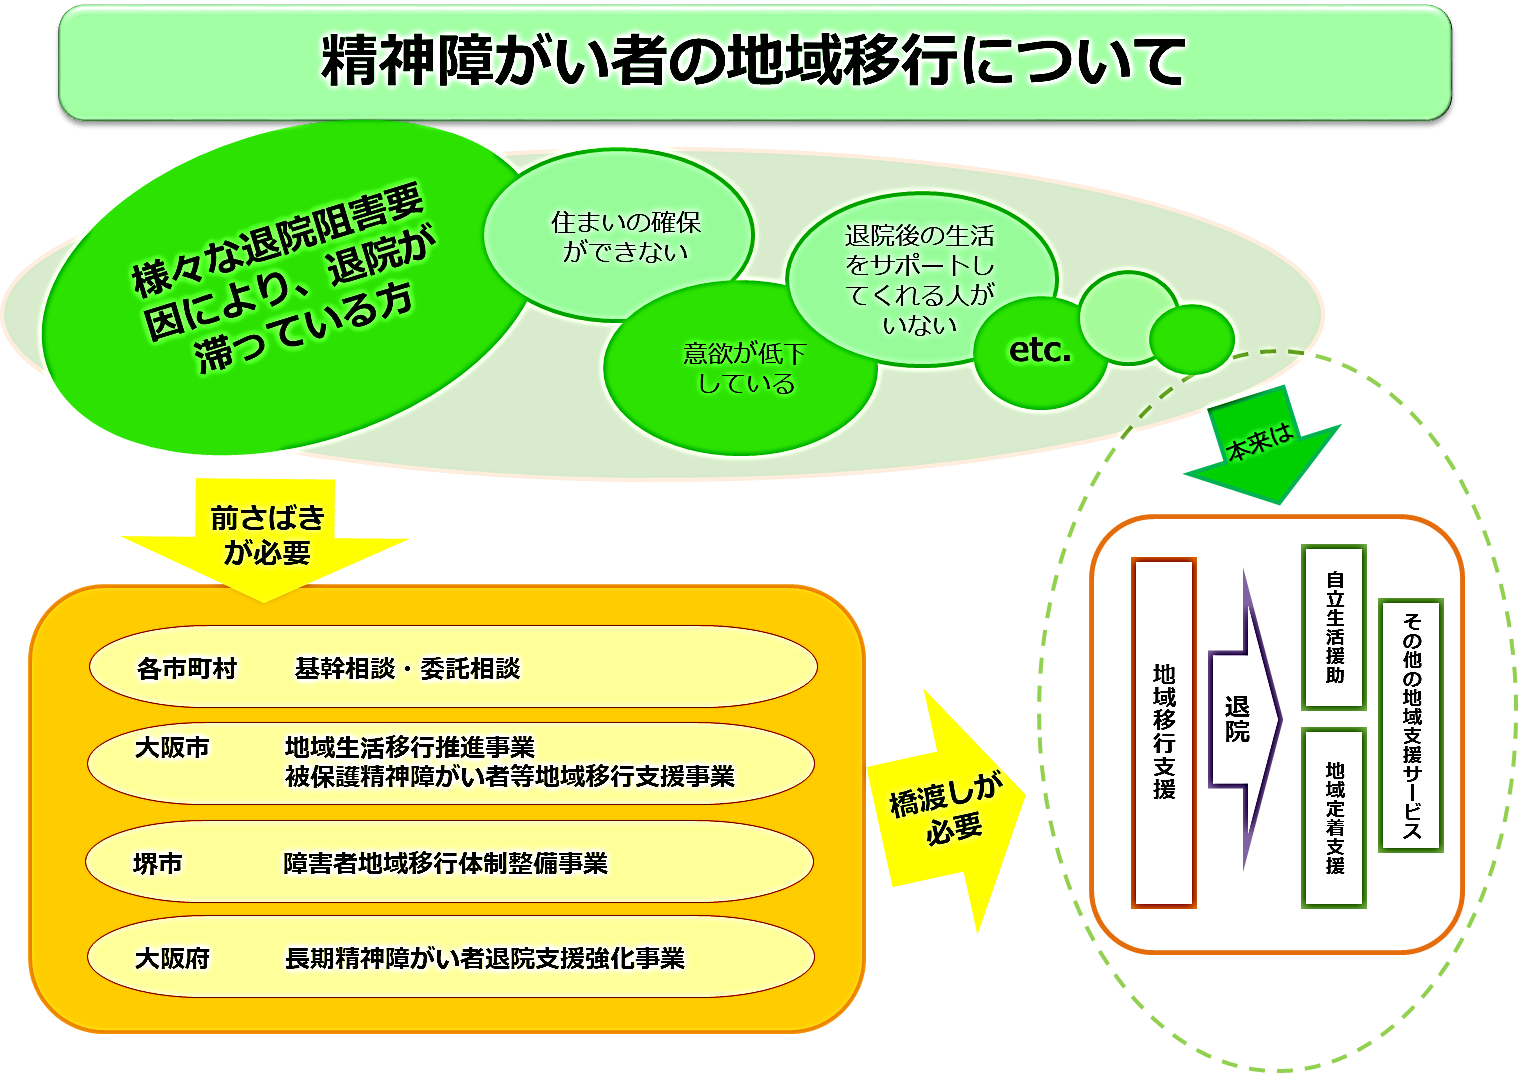 精神障がい者の地域移行について
様々な退院阻害要
因により、退院が
滞っている方
住まいの確保
ができない
意欲が低下
している
退院後の生活
をサポートし
てくれる人が
いない
etc.
本来は
前さばき
が必要
各市町村 基幹相談・委託相談
大阪市 地域生活移行推進事業
被保護精神障がい者等地域移行支援事業
堺市 障害者地域移行体制整備事業
大阪府 長期精神障がい者退院支援強化事業
橋渡しが
必要
地域移行支援
退院
自立生活援助
地域定着支援
その他の地域支援サービス